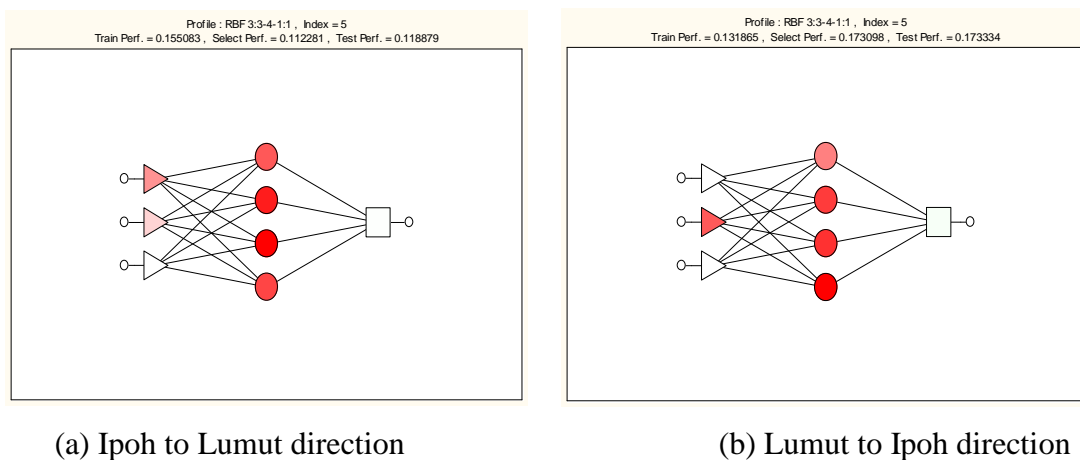 Profile : RBF 3:3-4-1:1 , Index = 5
Train Perf. = 0.155083 , Select Perf. = 0.112281 , Test Perf. = 0.118879
(a) Ipoh to Lumut direction
Profile : RBF 3:3-4-1:1 , Index = 5
Train Perf. = 0.131865 , Select Perf. = 0.173098 , Test Perf. = 0.173334
(b) Lumut to Ipoh direction